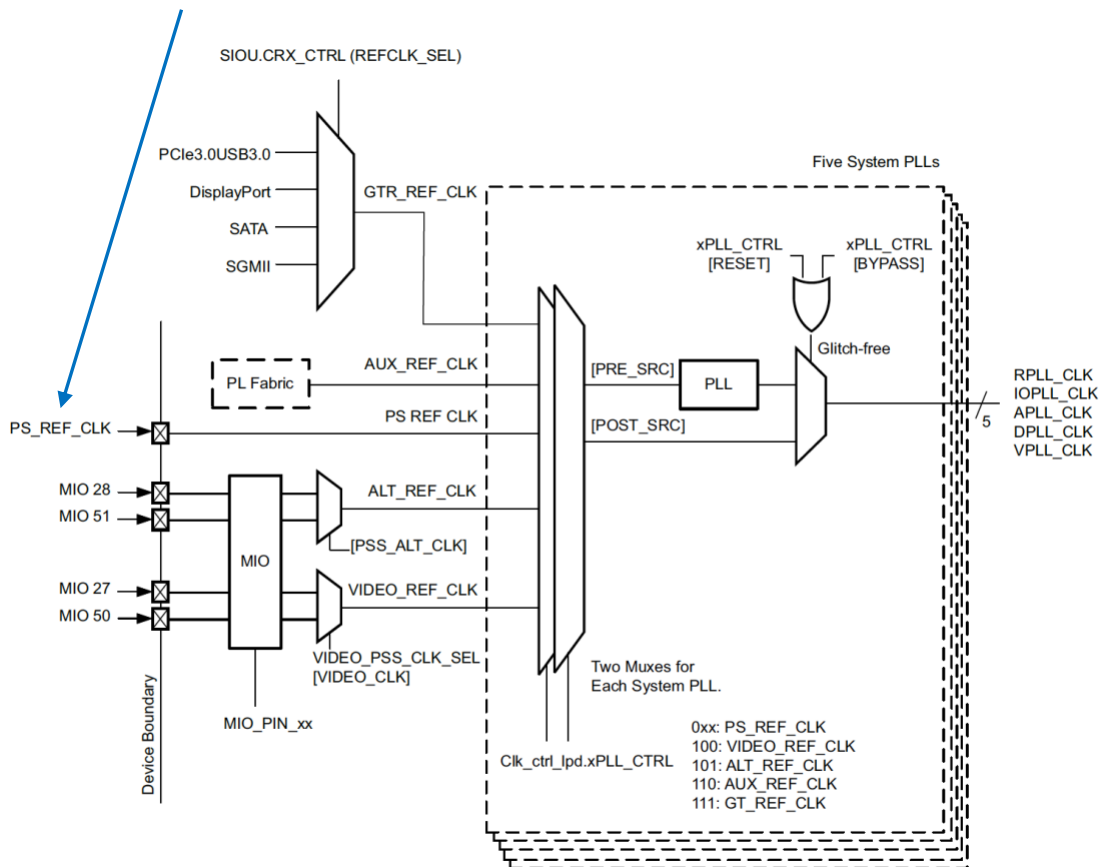 SIOU.CRX_CTRL (REFCLK_SEL)
PCIe3.0USB3.0
DisplayPort
SATA
SGMII
GTR_REF_CLK
Five System PLLs
xPLL_CTRL
[RESET]
xPLL_CTRL
[BYPASS]
Glitch-free
PL Fabric
AUX_REF_CLK
[PRE_SRC]
PLL
PS_REF_CLK
PS REF CLK
[POST_SRC]
5
RPLL_CLK
IOPLL_CLK
APLL_CLK
DPLL_CLK
VPLL_CLK
MIO 28
MIO 51
MIO
ALT_REF_CLK
[PSS_ALT_CLK]
MIO 27
MIO 50
VIDEO_REF_CLK
VIDEO_PSS_CLK_SEL
[VIDEO_CLK]
MIO_PIN_xx
Device Boundary
Two Muxes for
Each System PLL.
Clk_ctrl_lpd.xPLL_CTRL
0xx: PS_REF_CLK
100: VIDEO_REF_CLK
101: ALT_REF_CLK
110: AUX_REF_CLK
111: GT_REF_CLK